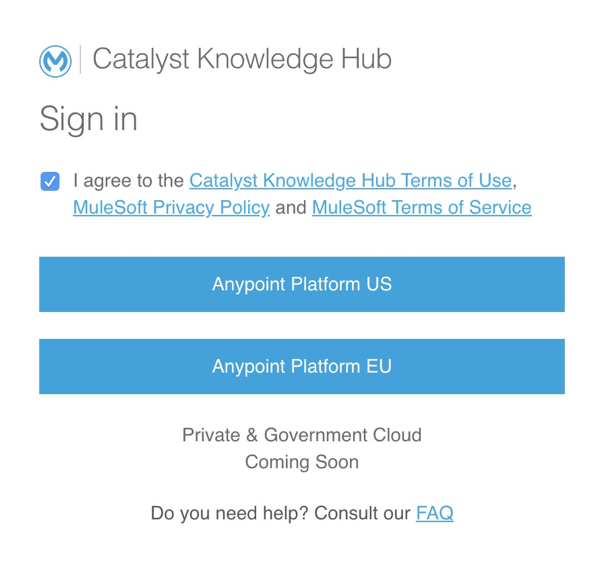 Catalyst Knowledge Hub
Sign in
I agree to the Catalyst Knowledge Hub Terms of Use,
MuleSoft Privacy Policy and MuleSoft Terms of Service
Anypoint Platform US
Anypoint Platform EU
Private & Government Cloud
Coming Soon
Do you need help? Consult our FAQ